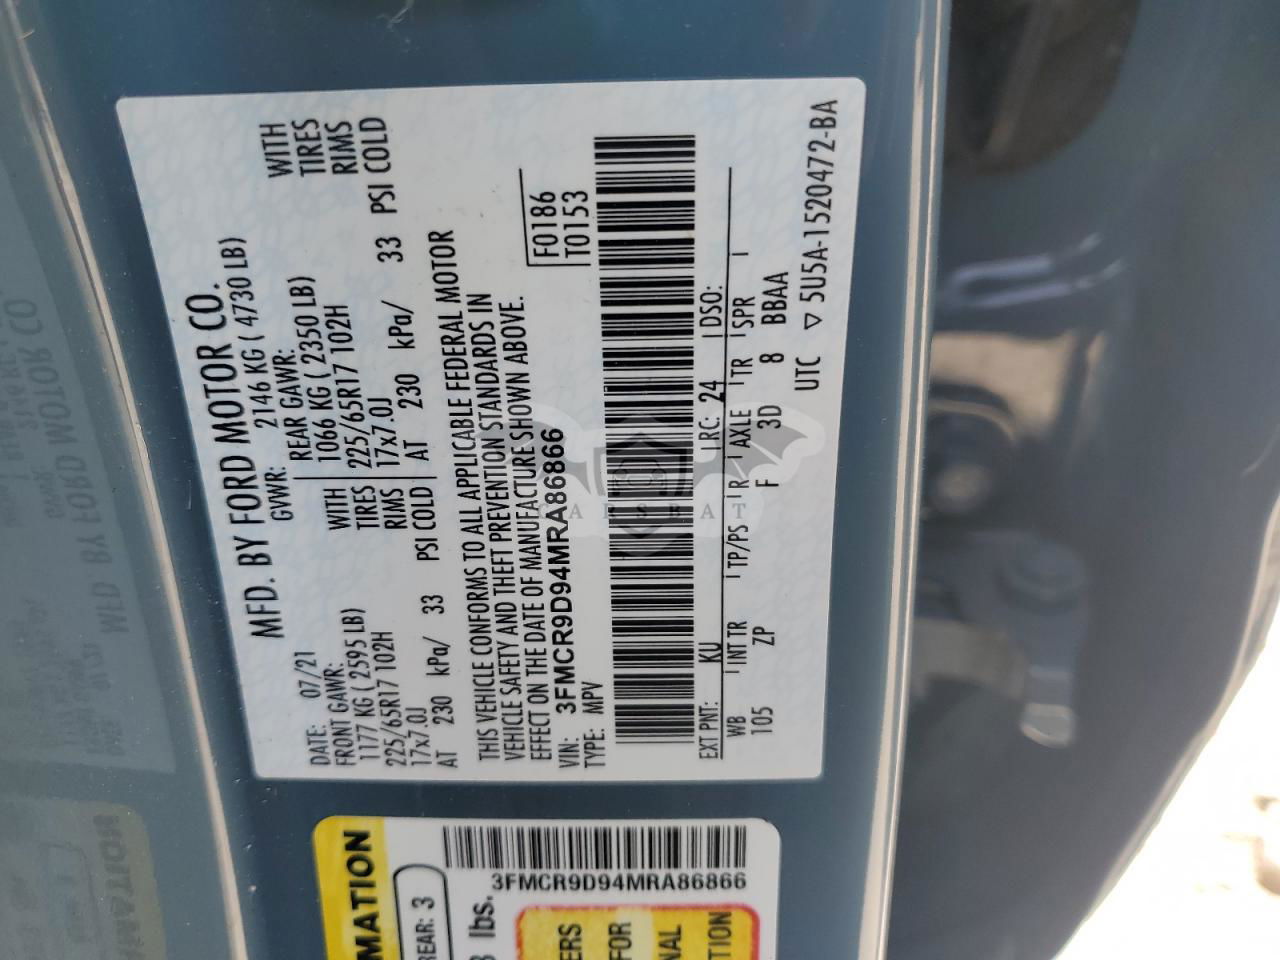 MFD. BY FORD MOTOR CO.
DATE: 07/21
GVWR: 2146 KG ( 4730 LB)
FRONT GAWR:
REAR GAWR:
1177 KG ( 2595 LB) WITH
1066 KG ( 2350 LB) WITH
225/65R17 102H TIRES
225/65R17 102H TIRES
17x7.0J RIMS
17x7.0J RIMS
AT 230 kPa/ 33 PSI COLD
AT 230 kPa/ 33 PSI COLD
THIS VEHICLE CONFORMS TO ALL APPLICABLE FEDERAL MOTOR
VEHICLE SAFETY AND THEFT PREVENTION STANDARDS IN
EFFECT ON THE DATE OF MANUFACTURE SHOWN ABOVE.
VIN: 3FMCR9D94MRA86866
TYPE: MPV
F0186
T0153
EXT PNT: KU RC: 24 DSO:
WB INT TR TP/PS R AXLE TR SPR
105 ZP F 3D 8 BBAA
UTC ▽ 5U5A-1520472-BA
CARSBAT
MATION
REAR: 3
lbs.
3FMCR9D94MRA86866